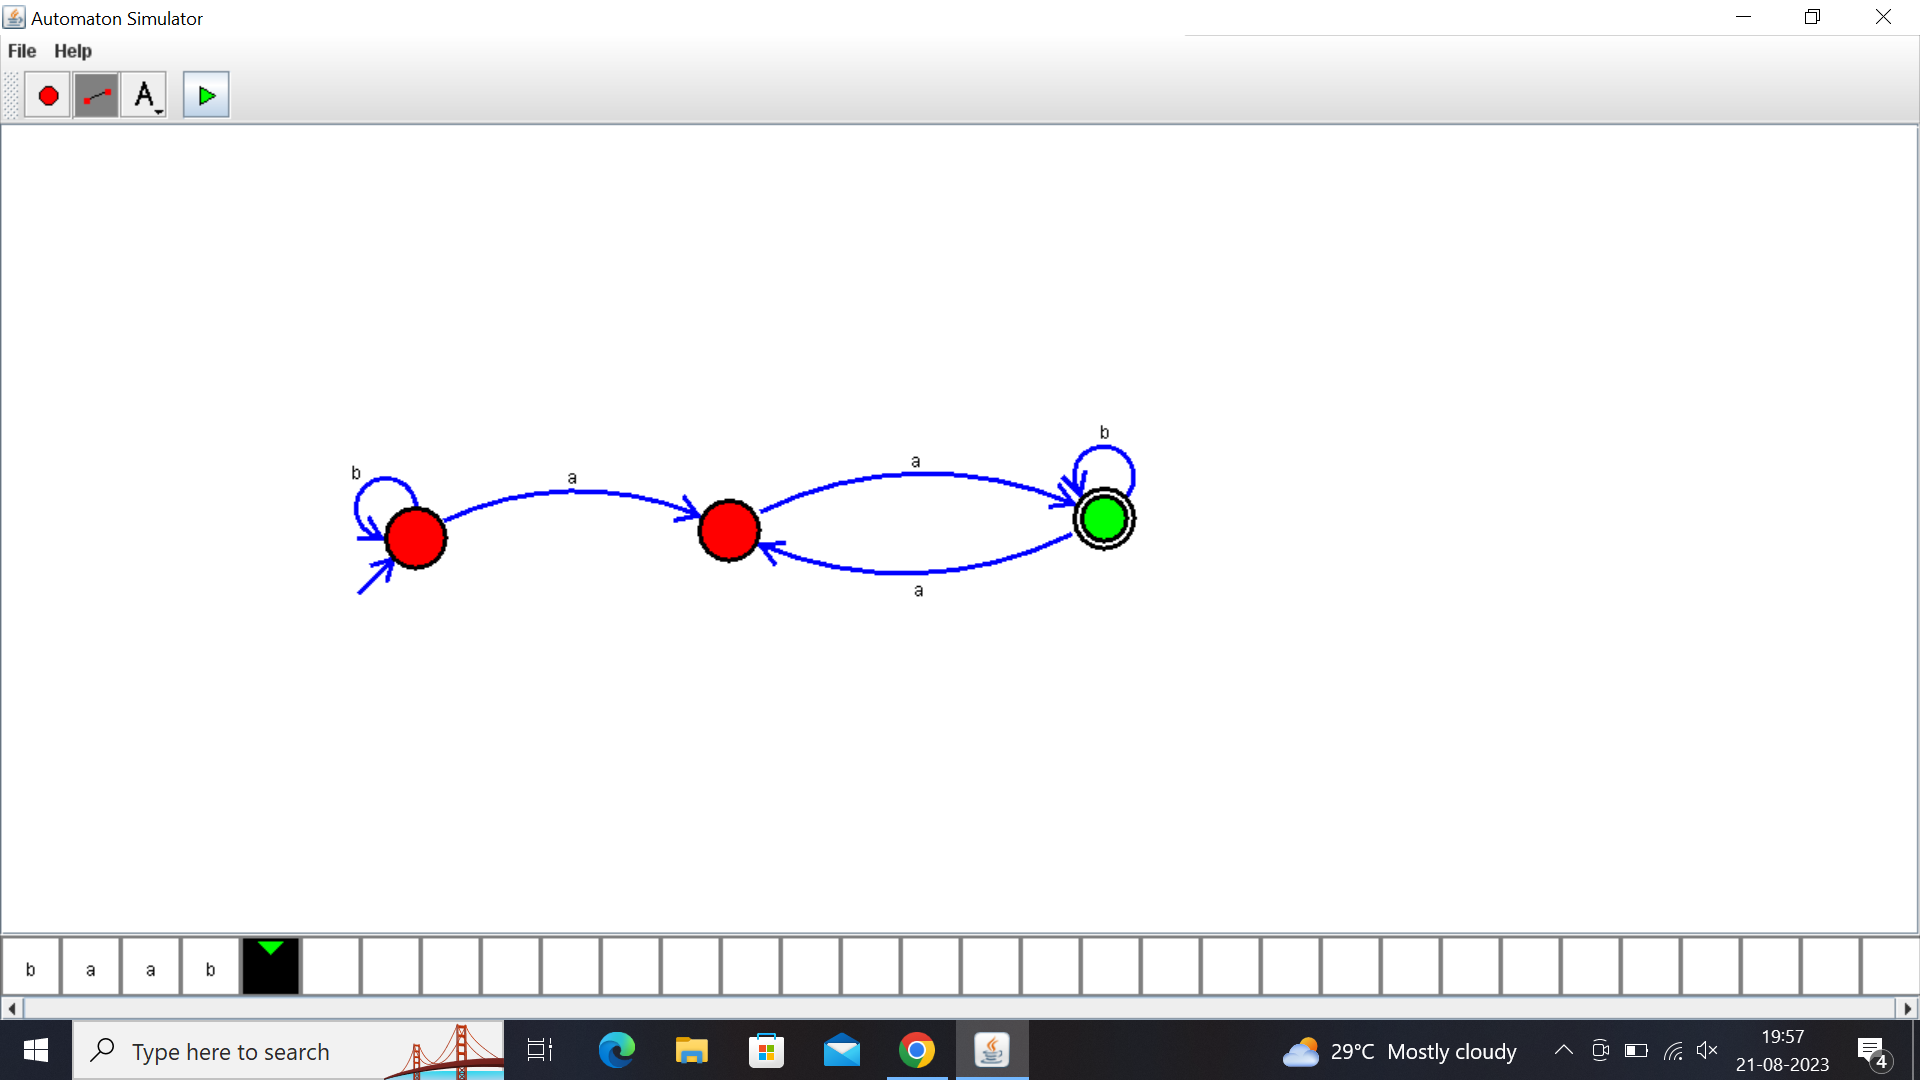 Automaton Simulator
File Help
A
b
b
a
a
a
b a a b
Type here to search
29°C Mostly cloudy
19:57
21-08-2023
4